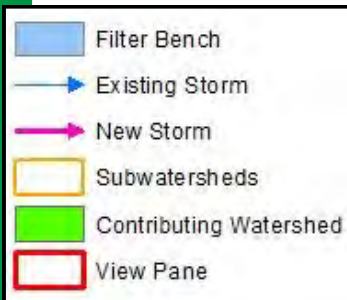 Filter Bench
Existing Storm
New Storm
Subwatersheds
Contributing Watershed
View Pane